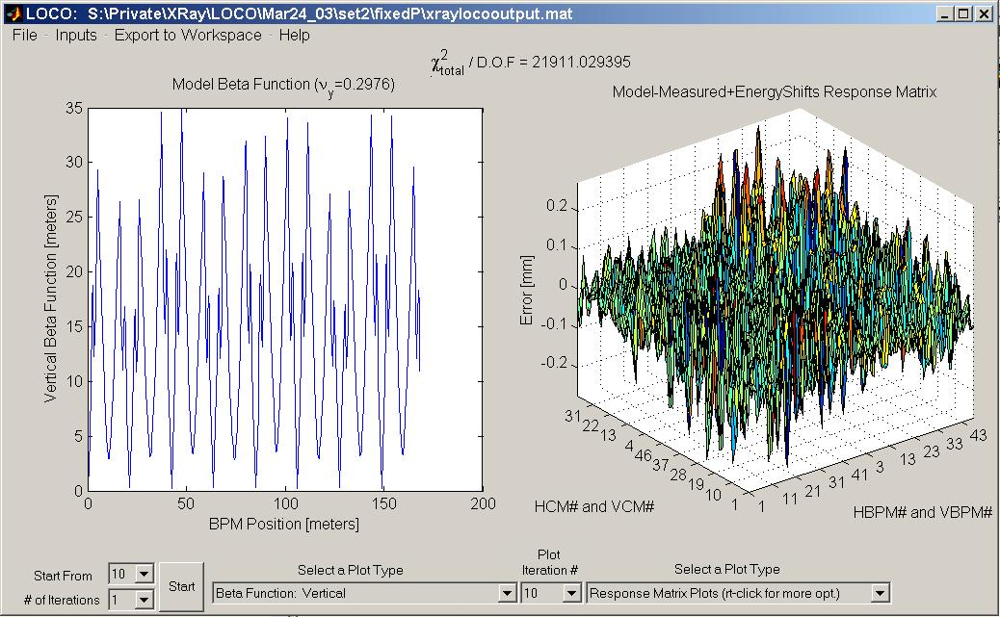 LOCO: S:\Private\XRay\LOCO\Mar24_03\set2\fixedP\xraylocooutput.mat
File Inputs Export to Workspace Help
χ²total / D.O.F = 21911.029395
Model Beta Function (νy=0.2976)
35
30
25
20
15
10
5
0
Vertical Beta Function [meters]
0 50 100 150 200
BPM Position [meters]
Model-Measured+EnergyShifts Response Matrix
0.2
0.1
0
-0.1
-0.2
Error [mm]
31 22 13 4 46 37 28 19 10 1
1 11 21 31 41 3 13 23 33 43
HCM# and VCM#
HBPM# and VBPM#
Start From 10
# of Iterations 1
Start
Select a Plot Type
Beta Function: Vertical
Plot
Iteration #
10
Select a Plot Type
Response Matrix Plots (rt-click for more opt.)